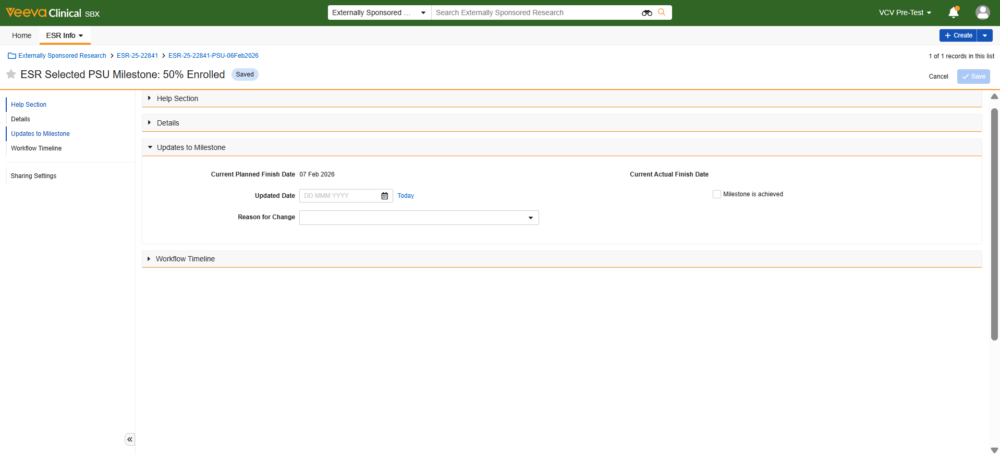 Veeva Clinical SBX
Externally Sponsored ...
Search Externally Sponsored Research
VCV Pre-Test
Home
ESR Info
Create
Externally Sponsored Research
ESR-25-22841
ESR-25-22841-PSU-06Feb2026
1 of 1 records in this list
ESR Selected PSU Milestone: 50% Enrolled
Saved
Cancel
Save
Help Section
Details
Updates to Milestone
Workflow Timeline
Sharing Settings
Help Section
Details
Updates to Milestone
Current Planned Finish Date 07 Feb 2026
Current Actual Finish Date
Updated Date DD MMM YYYY Today
Milestone is achieved
Reason for Change
Workflow Timeline